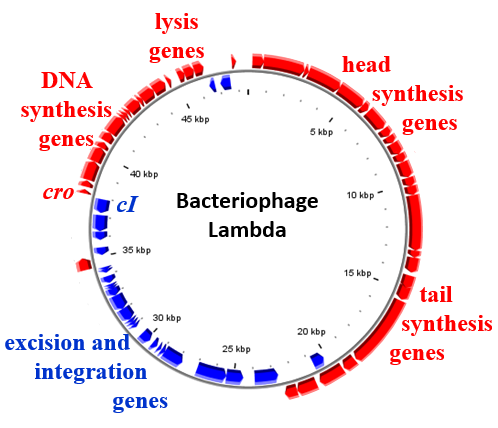 lysis
genes
head
synthesis
genes
DNA
synthesis
genes
45 kbp
5 kbp
40 kbp
10 kbp
cro
cI
Bacteriophage
Lambda
35 kbp
15 kbp
tail
synthesis
genes
30 kbp
25 kbp
20 kbp
excision and
integration
genes